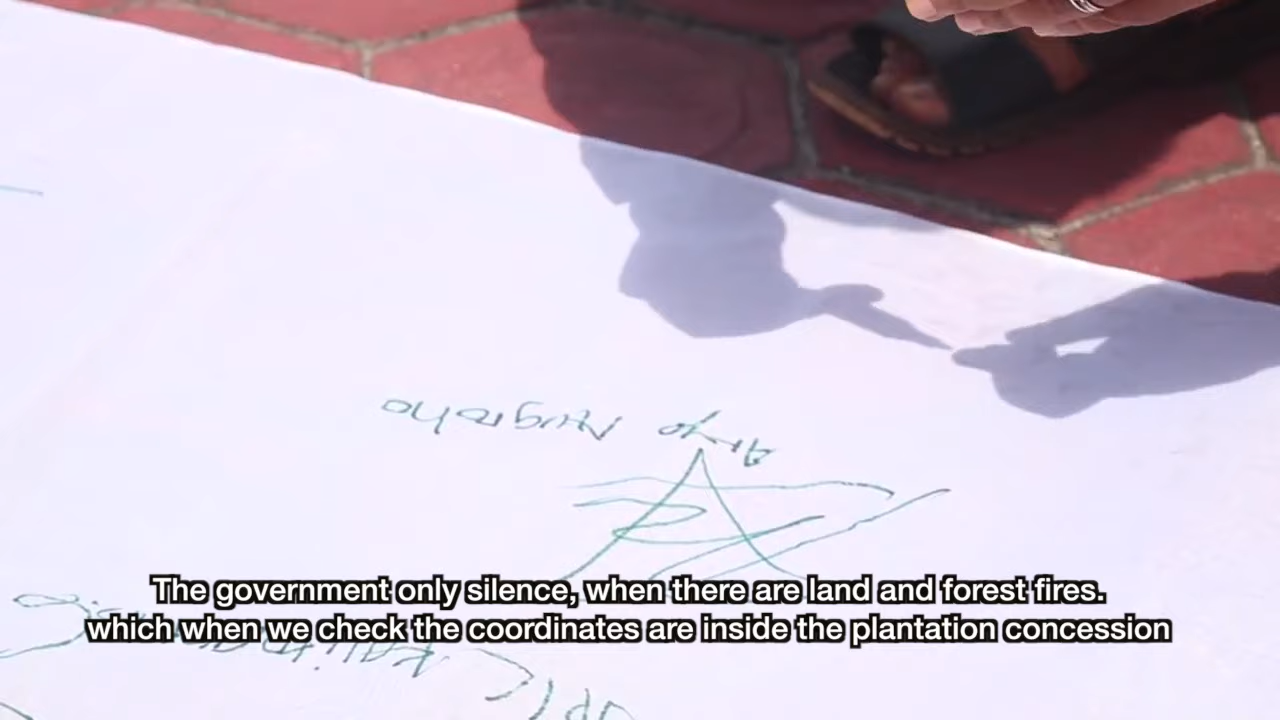 Aryo Nugroho
The government only silence, when there are land and forest fires.
which when we check the coordinates are inside the plantation concession